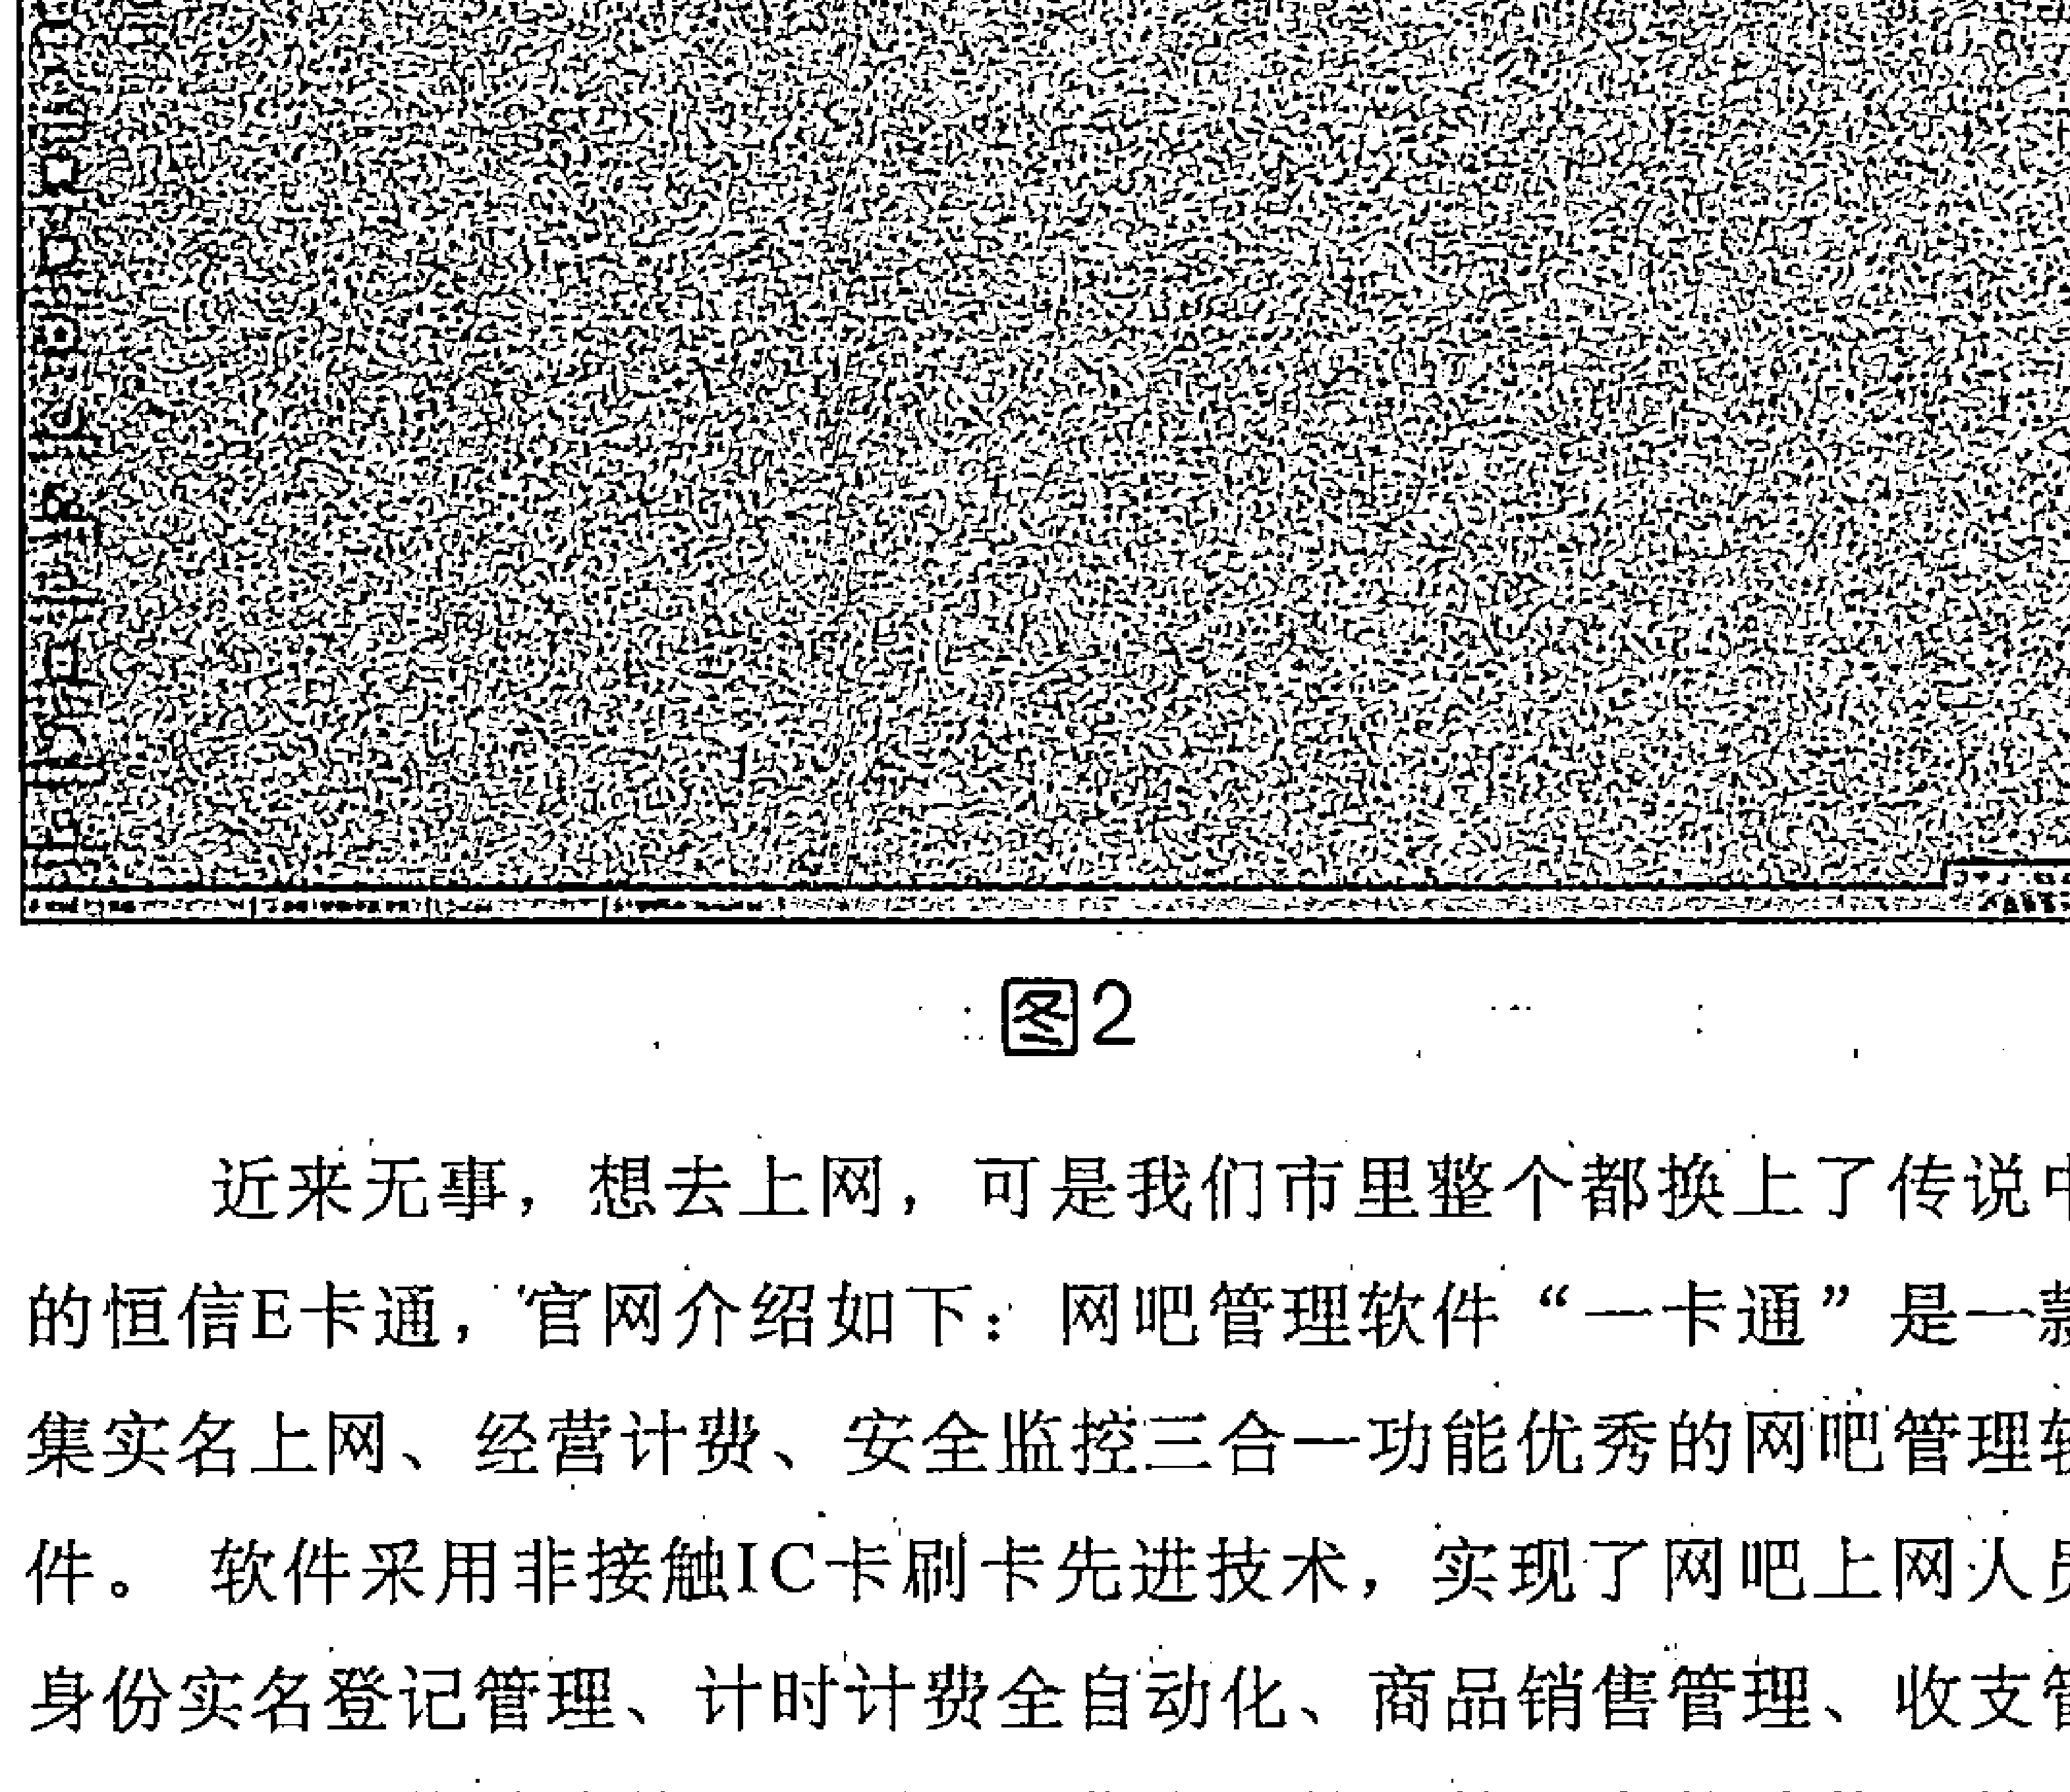 图2
近来无事，想去上网，可是我们市里整个都换上了传说中
的恒信E卡通，官网介绍如下：网吧管理软件“一卡通”是一款
集实名上网、经营计费、安全监控三合一功能优秀的网吧管理软
件。 软件采用非接触IC卡刷卡先进技术，实现了网吧上网人员
身份实名登记管理、计时计费全自动化、商品销售管理、收支管